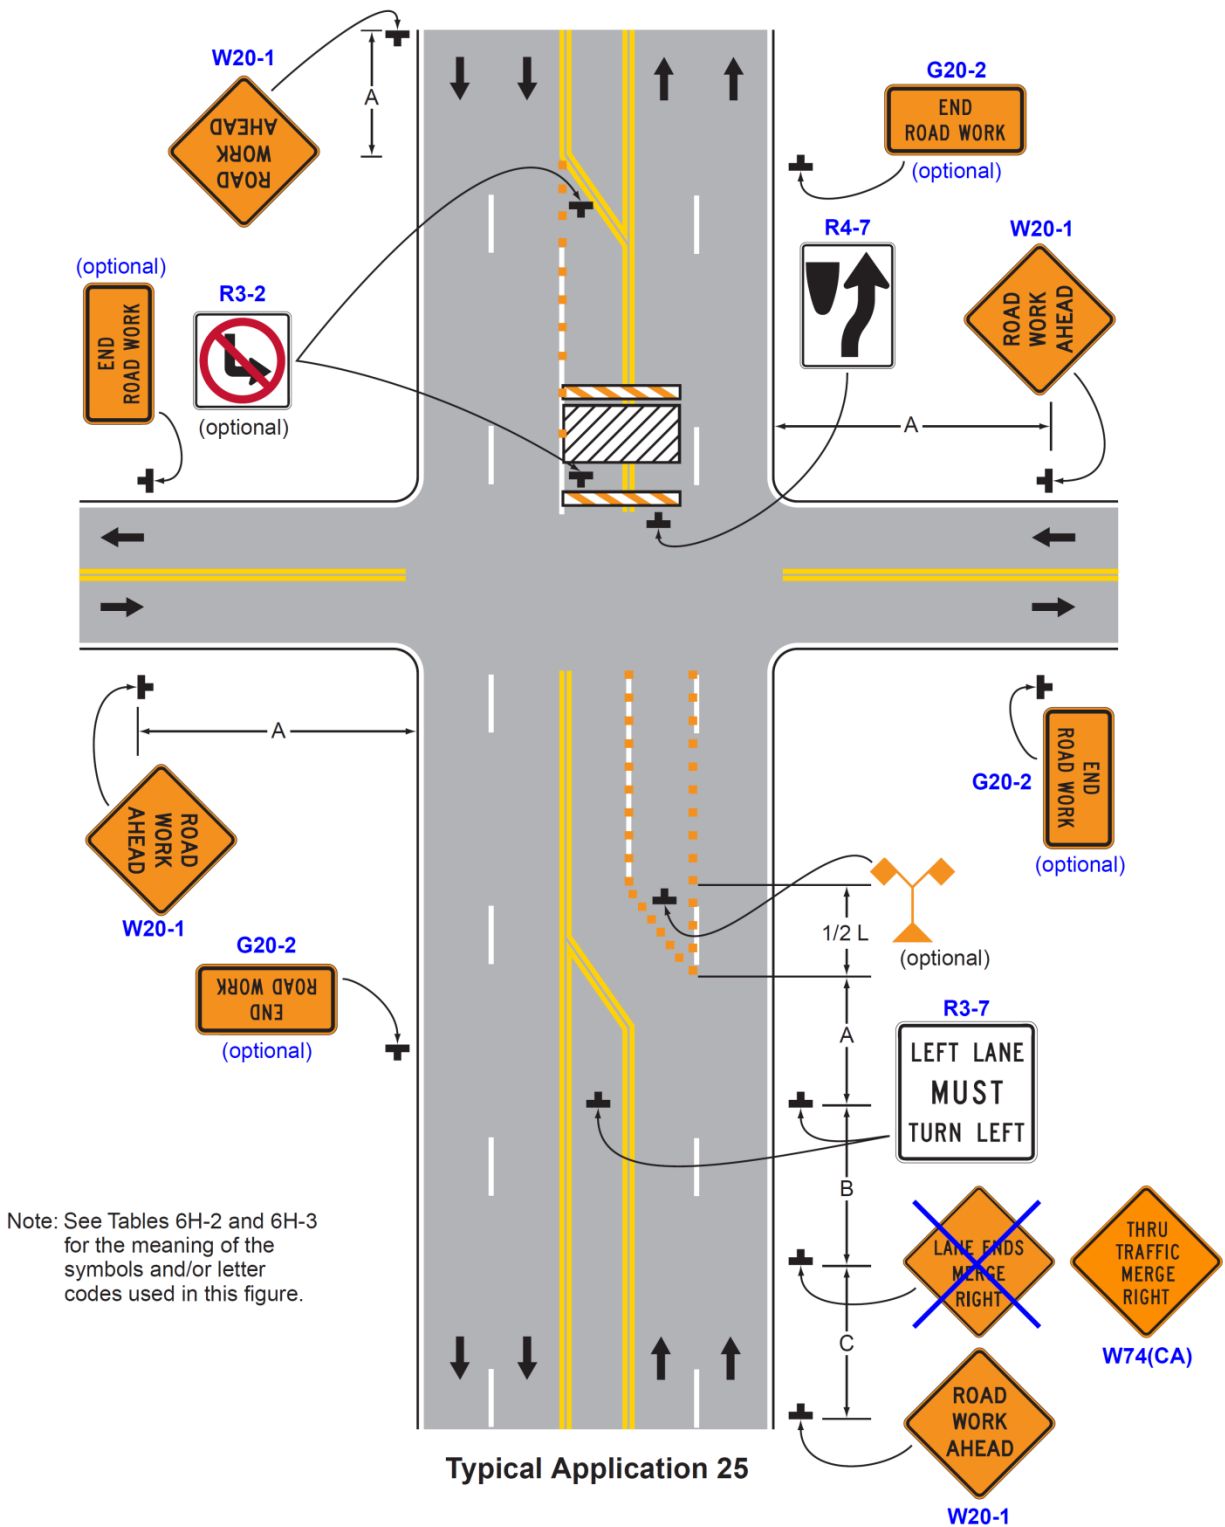 W20-1
ROAD
WORK
AHEAD
A
G20-2
END
ROAD WORK
(optional)
(optional)
END
ROAD WORK
R3-2
(optional)
R4-7
W20-1
ROAD
WORK
AHEAD
A
A
ROAD
WORK
AHEAD
W20-1
G20-2
END
ROAD WORK
(optional)
G20-2
END
ROAD WORK
(optional)
1/2 L
(optional)
A
R3-7
LEFT LANE
MUST
TURN LEFT
B
LANE ENDS
MERGE
RIGHT
THRU
TRAFFIC
MERGE
RIGHT
W74(CA)
C
ROAD
WORK
AHEAD
W20-1
Note: See Tables 6H-2 and 6H-3
for the meaning of the
symbols and/or letter
codes used in this figure.
Typical Application 25